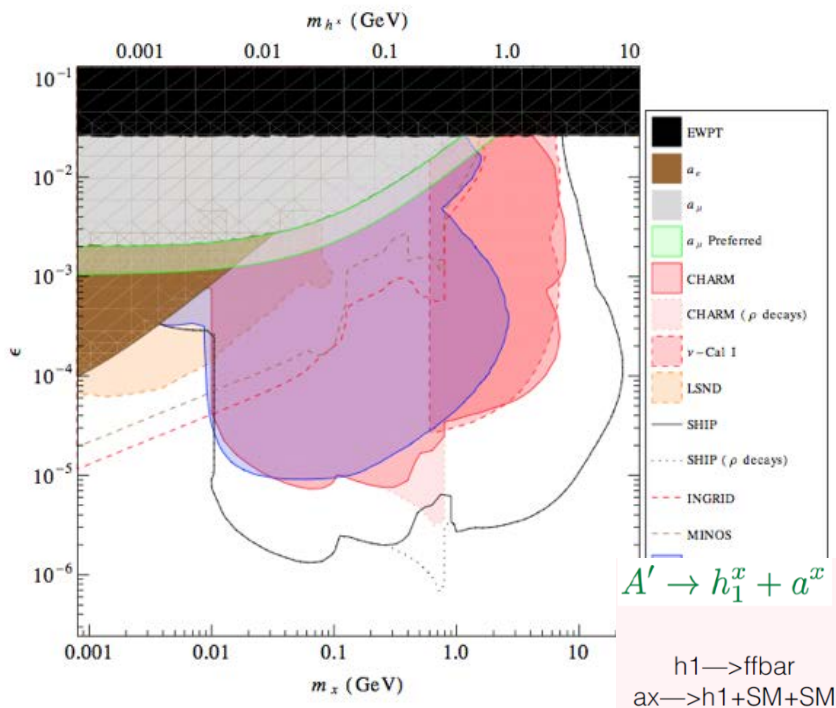 m_{h^x} (GeV)
0.001 0.01 0.1 1.0 10
10^{-1}
10^{-2}
10^{-3}
10^{-4}
10^{-5}
10^{-6}
ϵ
0.001 0.01 0.1 1.0 10
m_x (GeV)
EWPT
a_e
a_μ
a_μ Preferred
CHARM
CHARM (ρ decays)
ν-Cal I
LSND
SHIP
SHIP (ρ decays)
INGRID
MINOS
A′ → h_1^x + a^x
h1—>ffbar
ax—>h1+SM+SM